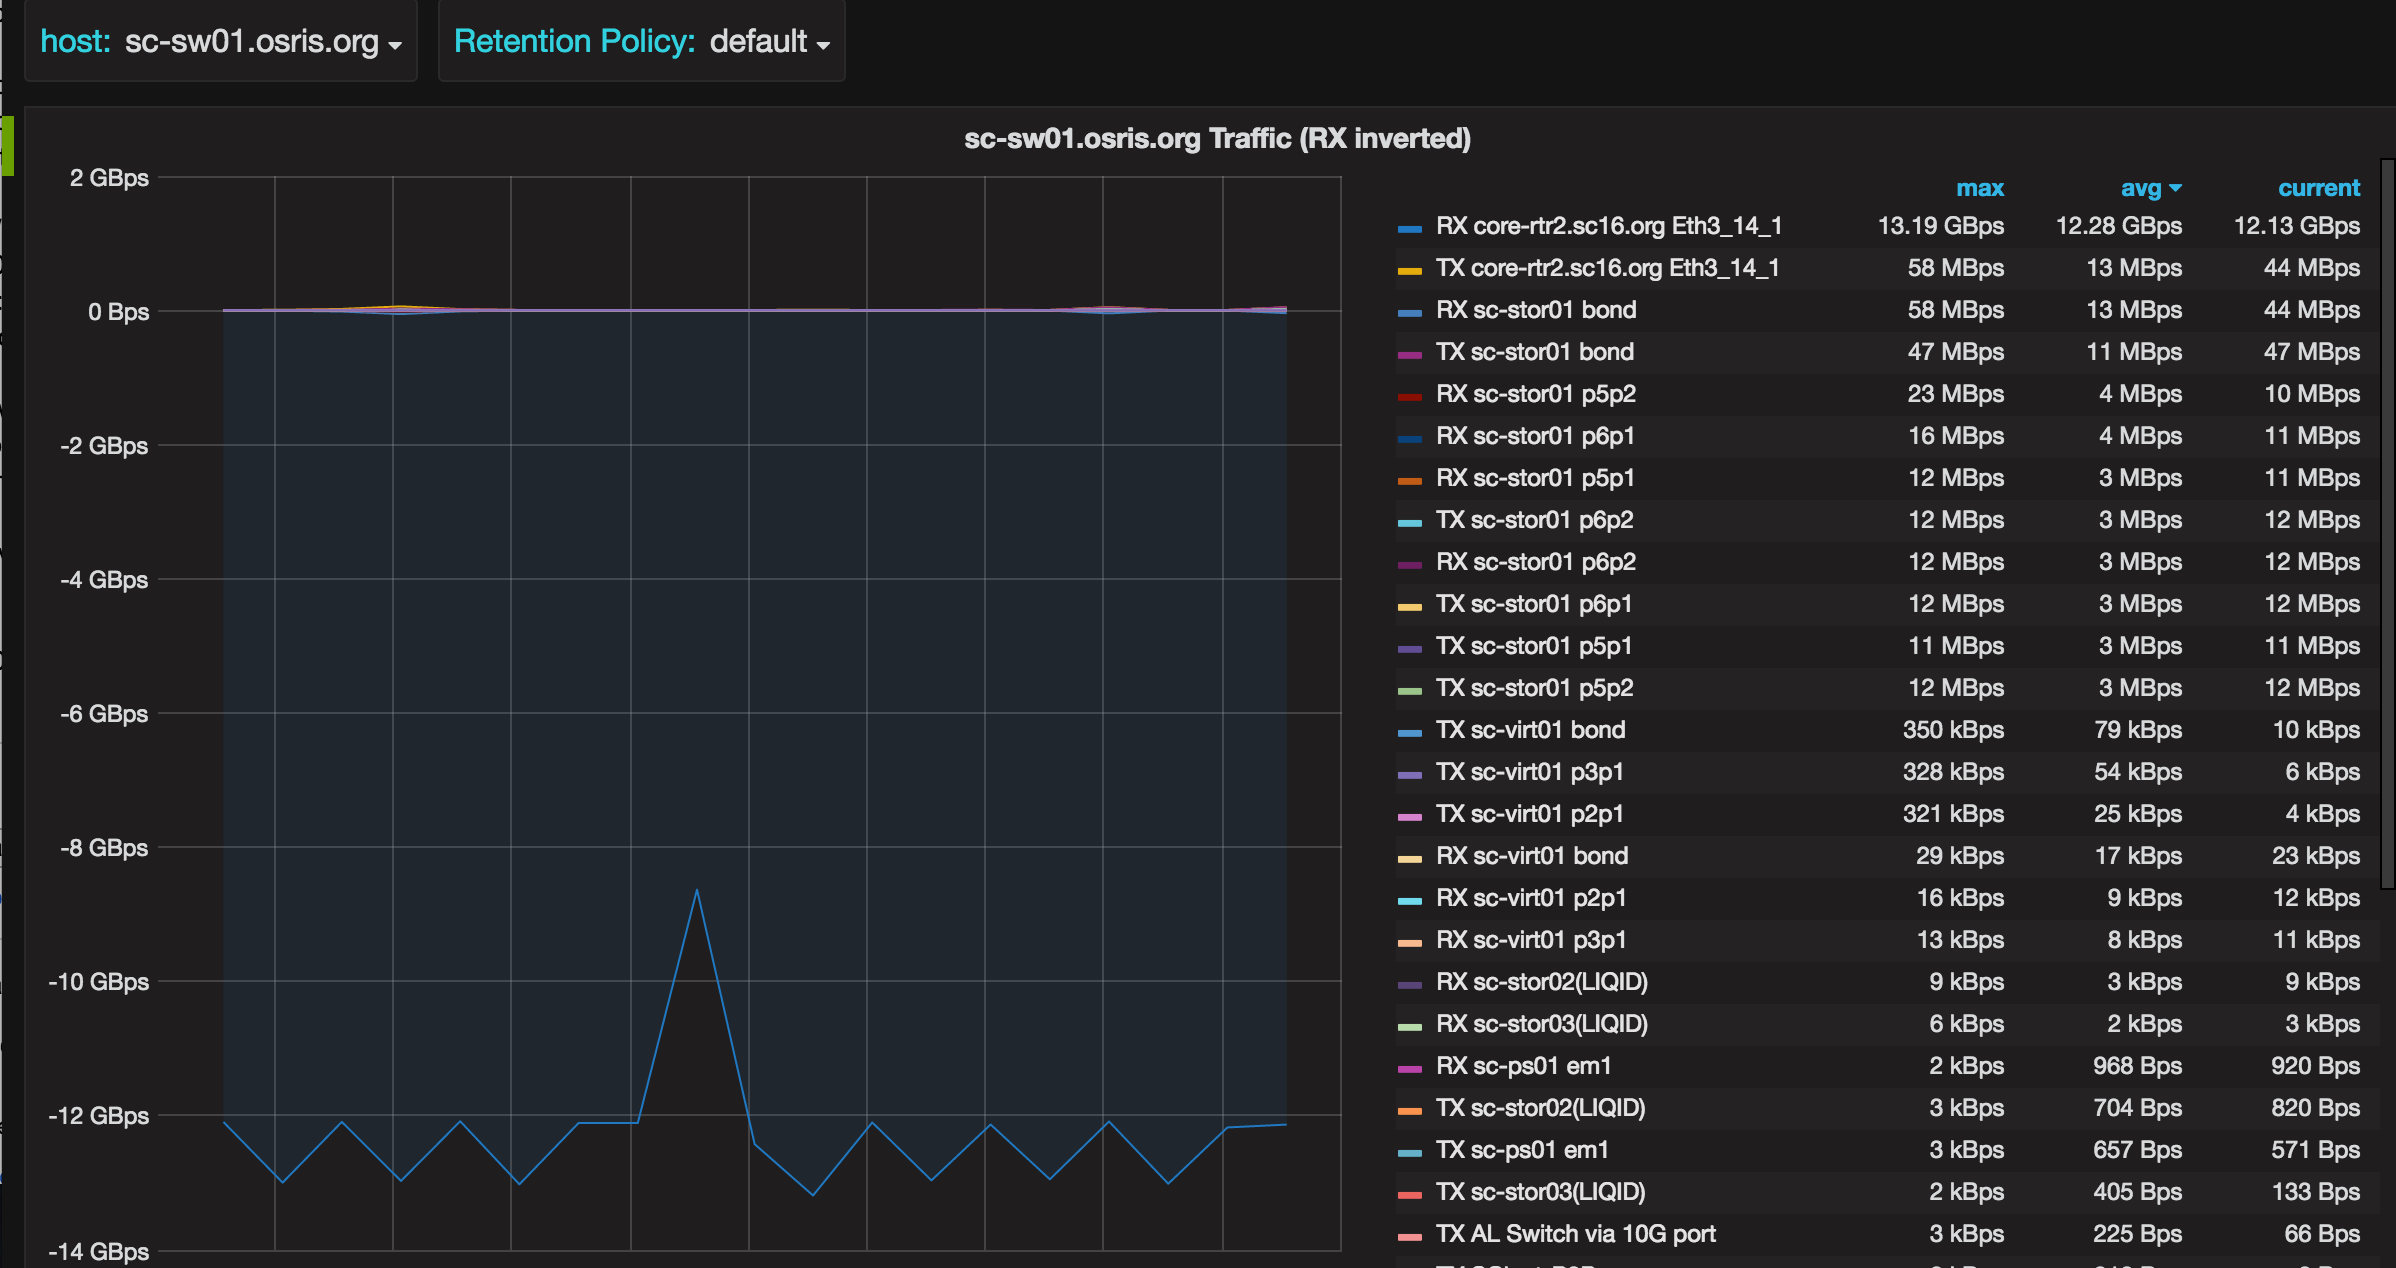 host: sc-sw01.osris.org
Retention Policy: default
sc-sw01.osris.org Traffic (RX inverted)
2 GBps
0 Bps
-2 GBps
-4 GBps
-6 GBps
-8 GBps
-10 GBps
-12 GBps
-14 GBps
max avg current
RX core-rtr2.sc16.org Eth3_14_1 13.19 GBps 12.28 GBps 12.13 GBps
TX core-rtr2.sc16.org Eth3_14_1 58 MBps 13 MBps 44 MBps
RX sc-stor01 bond 58 MBps 13 MBps 44 MBps
TX sc-stor01 bond 47 MBps 11 MBps 47 MBps
RX sc-stor01 p5p2 23 MBps 4 MBps 10 MBps
RX sc-stor01 p6p1 16 MBps 4 MBps 11 MBps
RX sc-stor01 p5p1 12 MBps 3 MBps 11 MBps
TX sc-stor01 p6p2 12 MBps 3 MBps 12 MBps
RX sc-stor01 p6p2 12 MBps 3 MBps 12 MBps
TX sc-stor01 p6p1 12 MBps 3 MBps 12 MBps
TX sc-stor01 p5p1 11 MBps 3 MBps 11 MBps
TX sc-stor01 p5p2 12 MBps 3 MBps 12 MBps
TX sc-virt01 bond 350 kBps 79 kBps 10 kBps
TX sc-virt01 p3p1 328 kBps 54 kBps 6 kBps
TX sc-virt01 p2p1 321 kBps 25 kBps 4 kBps
RX sc-virt01 bond 29 kBps 17 kBps 23 kBps
RX sc-virt01 p2p1 16 kBps 9 kBps 12 kBps
RX sc-virt01 p3p1 13 kBps 8 kBps 11 kBps
RX sc-stor02(LIQID) 9 kBps 3 kBps 9 kBps
RX sc-stor03(LIQID) 6 kBps 2 kBps 3 kBps
RX sc-ps01 em1 2 kBps 968 Bps 920 Bps
TX sc-stor02(LIQID) 3 kBps 704 Bps 820 Bps
TX sc-ps01 em1 3 kBps 657 Bps 571 Bps
TX sc-stor03(LIQID) 2 kBps 405 Bps 133 Bps
TX AL Switch via 10G port 3 kBps 225 Bps 66 Bps